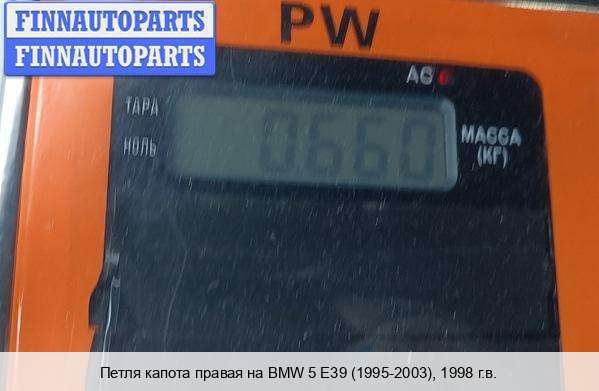 FINNAUTOPARTS
FINNAUTOPARTS
PW
AC
ТАРА
НОЛЬ
0.660
МАССА
(КГ)
Петля капота правая на BMW 5 E39 (1995-2003), 1998 г.в.